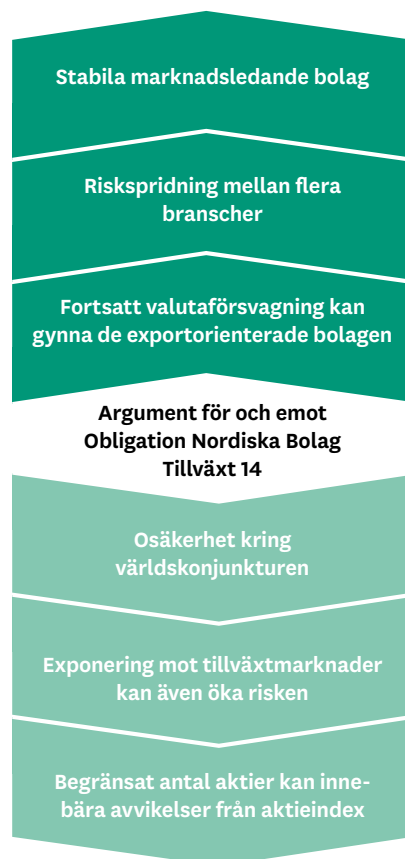 Stabila marknadsledande bolag
Riskspridning mellan flera
branscher
Fortsatt valutaförsvagning kan
gynna de exportorienterade bolagen
Argument för och emot
Obligation Nordiska Bolag
Tillväxt 14
Osäkerhet kring
världskonjunkturen
Exponering mot tillväxtmarknader
kan även öka risken
Begränsat antal aktier kan inne-
bära avvikelser från aktieindex